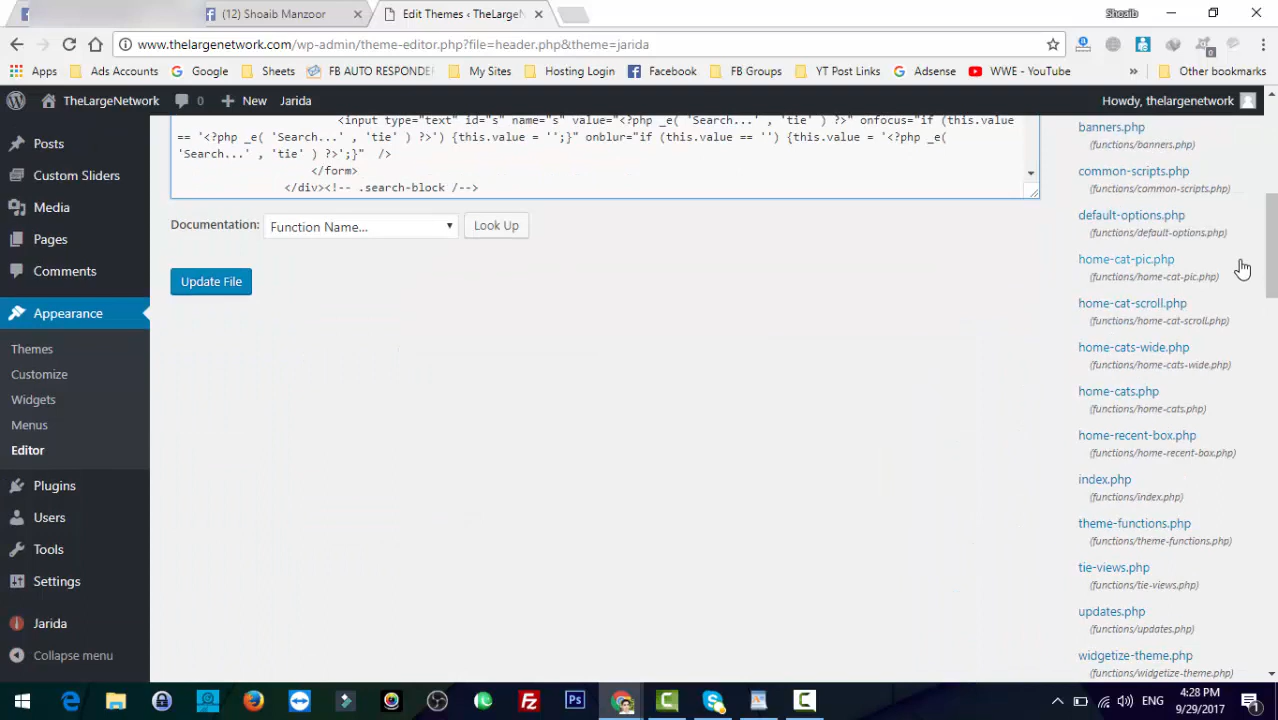 (12) Shoaib Manzoor
Edit Themes ‹ TheLargeN
Shoaib
www.thelargenetwork.com/wp-admin/theme-editor.php?file=header.php&theme=jarida
0
Apps
Ads Accounts
Google
Sheets
FB AUTO RESPONDER
My Sites
Hosting Login
Facebook
FB Groups
YT Post Links
Adsense
WWE - YouTube
»
Other bookmarks
TheLargeNetwork
0
New
Jarida
Howdy, thelargenetwork
Posts
Custom Sliders
Media
Pages
Comments
Appearance
Themes
Customize
Widgets
Menus
Editor
Plugins
Users
Tools
Settings
Jarida
Collapse menu
<input type="text" id="s" name="s" value="<?php _e( 'Search...' , 'tie' ) ?>" onfocus="if (this.value
== '<?php _e( 'Search...' , 'tie' ) ?>') {this.value = '';}" onblur="if (this.value == '') {this.value = '<?php _e(
'Search...' , 'tie' ) ?>';}" />
</form>
</div><!-- .search-block /-->
Documentation:
Function Name...
Look Up
Update File
banners.php
(functions/banners.php)
common-scripts.php
(functions/common-scripts.php)
default-options.php
(functions/default-options.php)
home-cat-pic.php
(functions/home-cat-pic.php)
home-cat-scroll.php
(functions/home-cat-scroll.php)
home-cats-wide.php
(functions/home-cats-wide.php)
home-cats.php
(functions/home-cats.php)
home-recent-box.php
(functions/home-recent-box.php)
index.php
(functions/index.php)
theme-functions.php
(functions/theme-functions.php)
tie-views.php
(functions/tie-views.php)
updates.php
(functions/updates.php)
widgetize-theme.php
(functions/widgetize-theme.php)
Fz
Ps
ENG
4:28 PM
9/29/2017
1